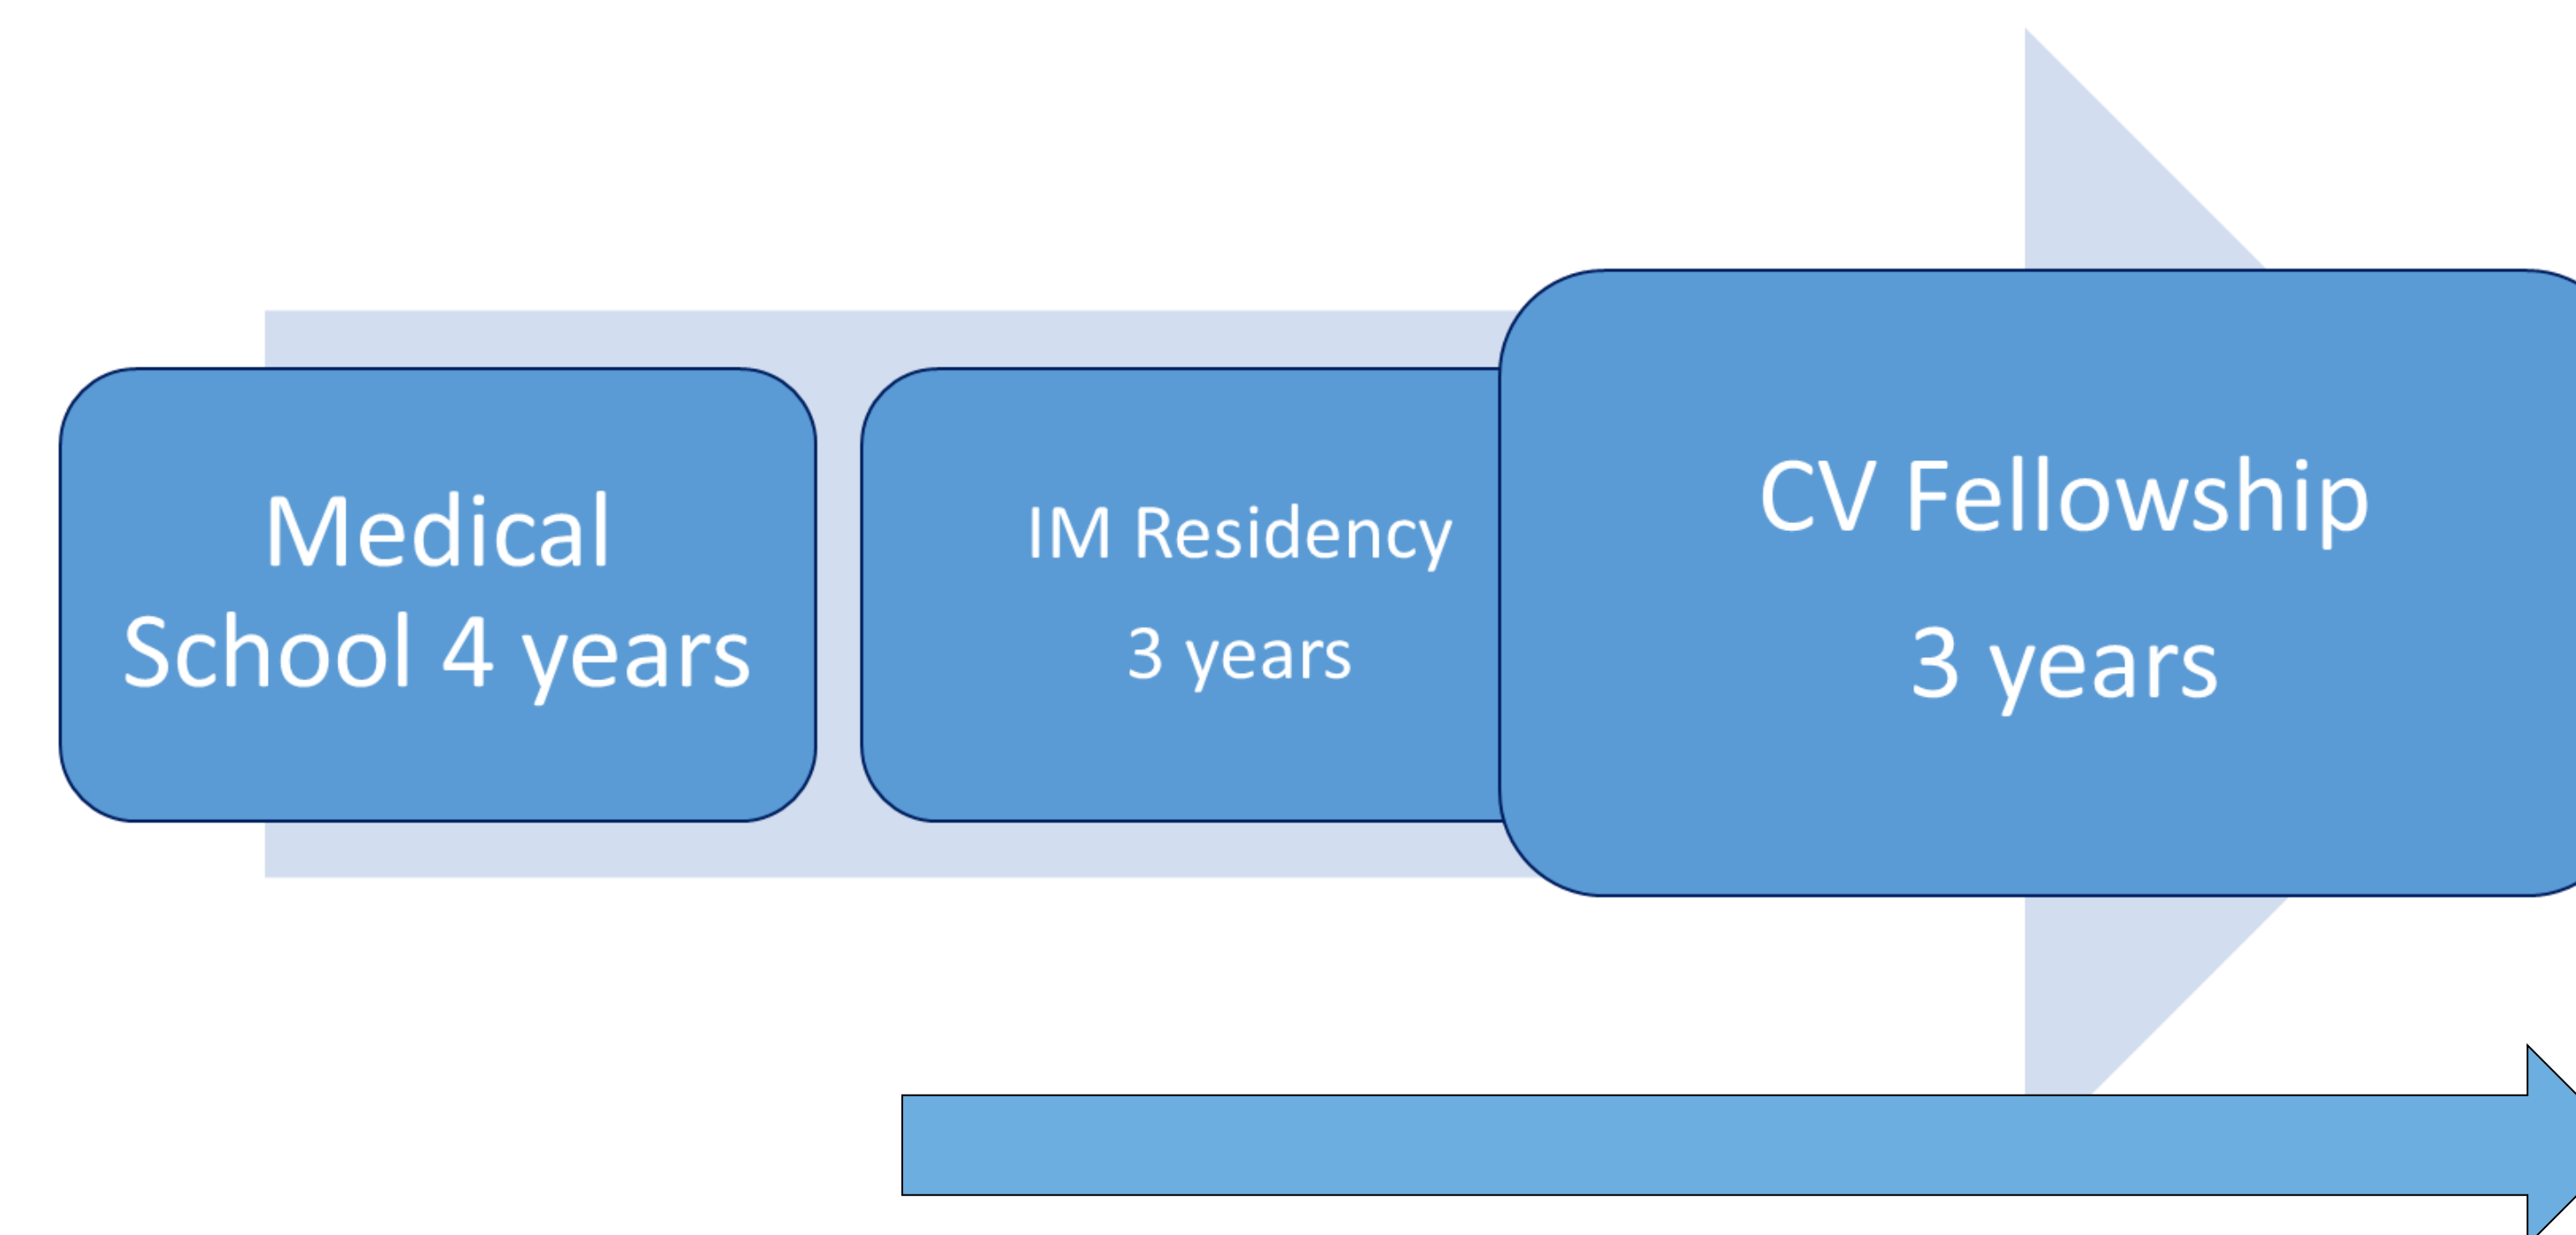 Medical
School 4 years
IM Residency
3 years
CV Fellowship
3 years